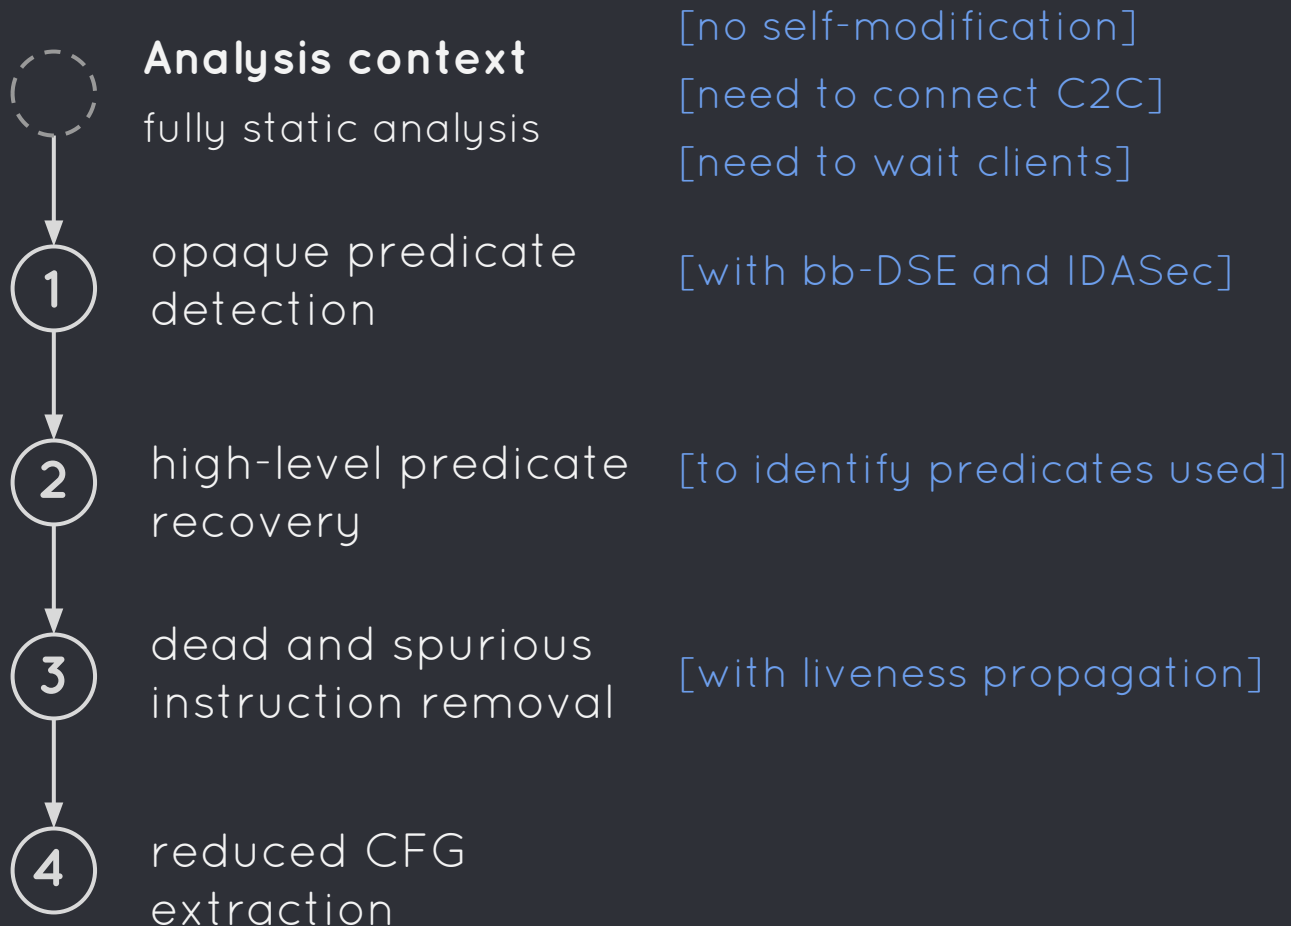 Analysis context
fully static analysis
[no self-modification]
[need to connect C2C]
[need to wait clients]
1
opaque predicate
detection
[with bb-DSE and IDASec]
2
high-level predicate
recovery
[to identify predicates used]
3
dead and spurious
instruction removal
[with liveness propagation]
4
reduced CFG
extraction